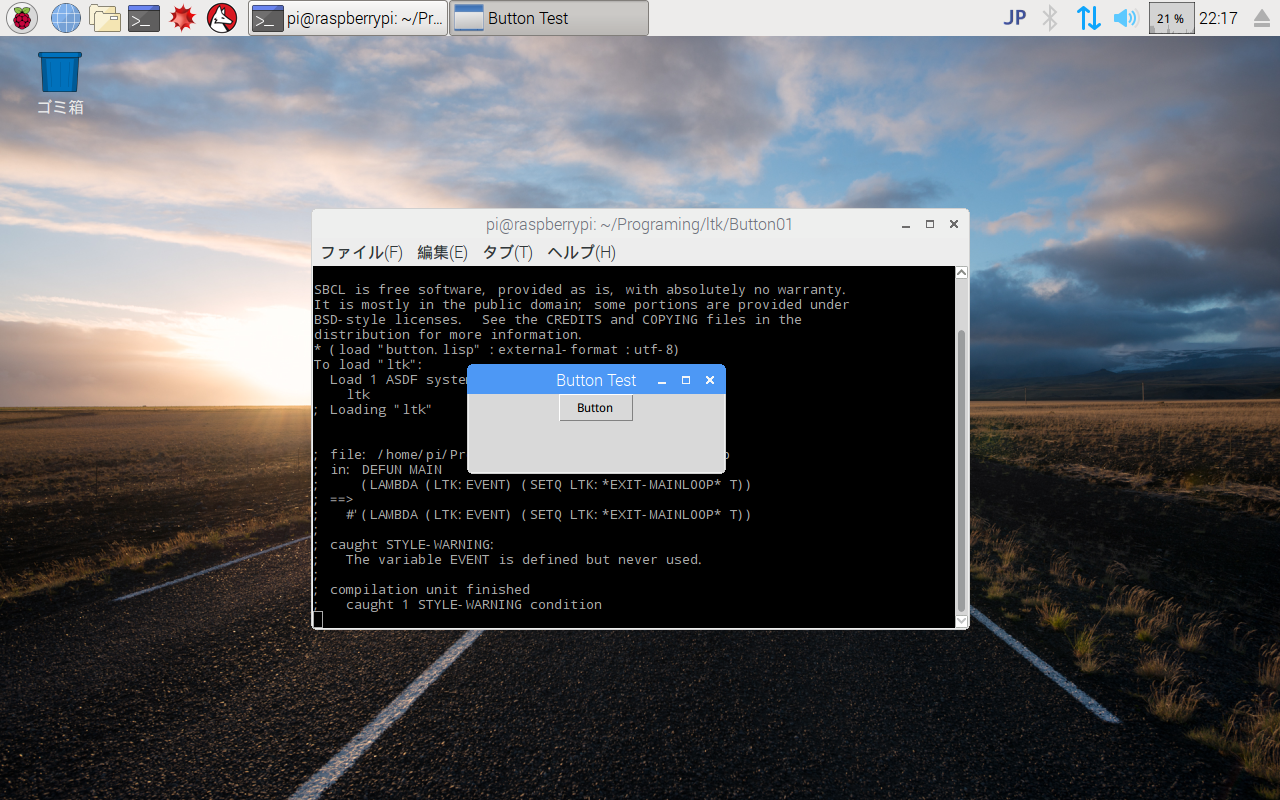 pi@raspberrypi: ~/Pr...
Button Test
JP
21 %
22:17
ゴミ箱
pi@raspberrypi: ~/Programing/ltk/Button01
ファイル(F) 編集(E) タブ(T) ヘルプ(H)
SBCL is free software, provided as is, with absolutely no warranty.
It is mostly in the public domain; some portions are provided under
BSD-style licenses.  See the CREDITS and COPYING files in the
distribution for more information.
* (load "button.lisp" :external-format :utf-8)
To load "ltk":
Load 1 ASDF system
ltk
; Loading "ltk"
Button Test
Button
; file: /home/pi/Pr
; in: DEFUN MAIN
; (LAMBDA (LTK:EVENT) (SETQ LTK:*EXIT-MAINLOOP* T))
; ==>
; #'(LAMBDA (LTK:EVENT) (SETQ LTK:*EXIT-MAINLOOP* T))
;
; caught STYLE-WARNING:
; The variable EVENT is defined but never used.
;
; compilation unit finished
; caught 1 STYLE-WARNING condition